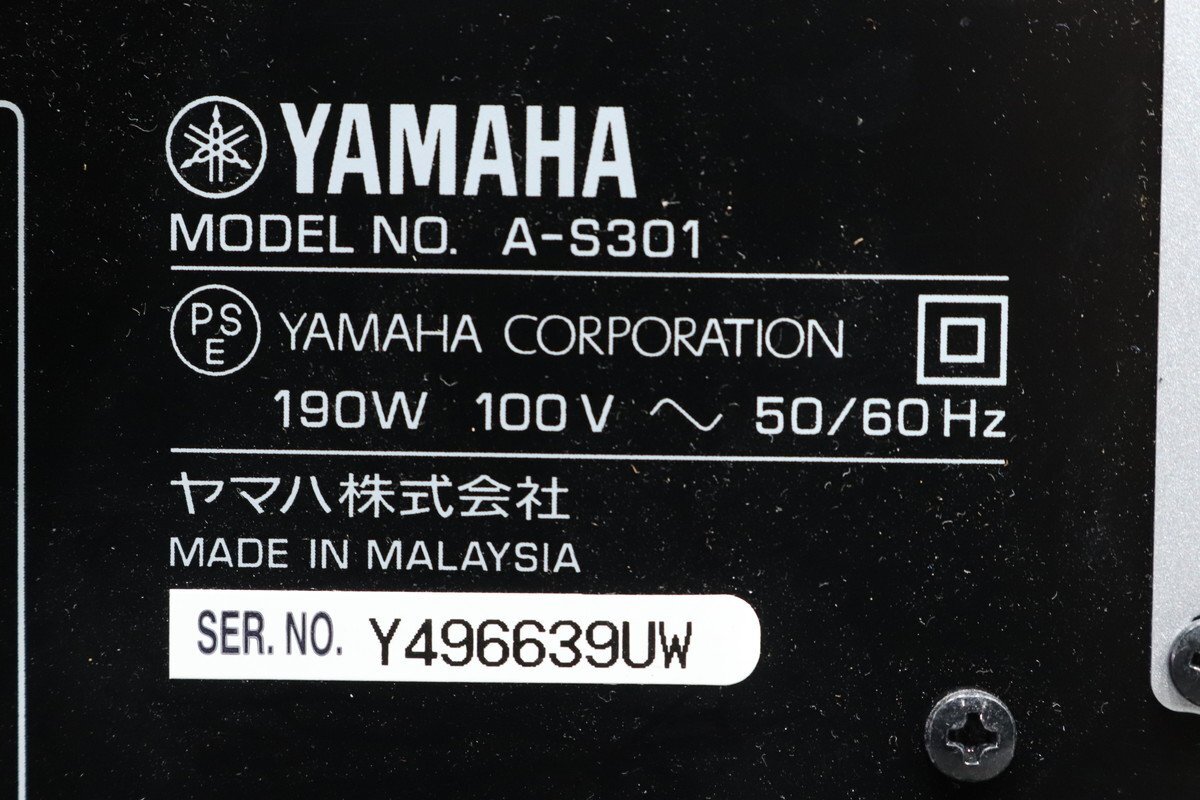 YAMAHA
MODEL NO. A-S301
PSE YAMAHA CORPORATION
190W 100V ~ 50/60Hz
ヤマハ株式会社
MADE IN MALAYSIA
SER. NO. Y496639UW